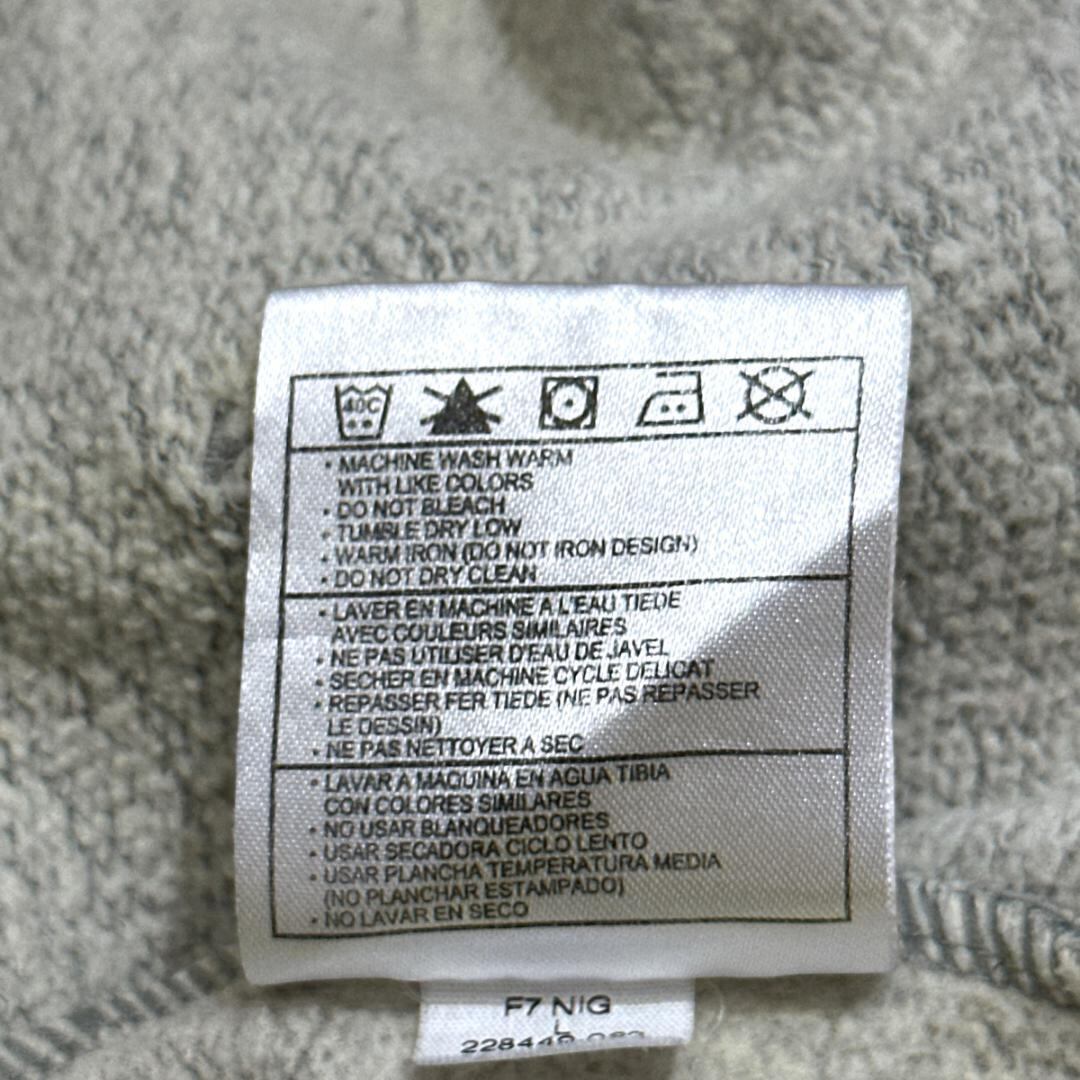 40C
• MACHINE WASH WARM
WITH LIKE COLORS
• DO NOT BLEACH
• TUMBLE DRY LOW
• WARM IRON (DO NOT IRON DESIGN)
• DO NOT DRY CLEAN
• LAVER EN MACHINE A L'EAU TIEDE
AVEC COULEURS SIMILAIRES
• NE PAS UTILISER D'EAU DE JAVEL
• SECHER EN MACHINE CYCLE DELICAT
• REPASSER FER TIEDE (NE PAS REPASSER
LE DESSIN)
• NE PAS NETTOYER A SEC
• LAVAR A MAQUINA EN AGUA TIBIA
CON COLORES SIMILARES
• NO USAR BLANQUEADORES
• USAR SECADORA CICLO LENTO
• USAR PLANCHA TEMPERATURA MEDIA
(NO PLANCHAR ESTAMPADO)
• NO LAVAR EN SECO
F7 NIG
L